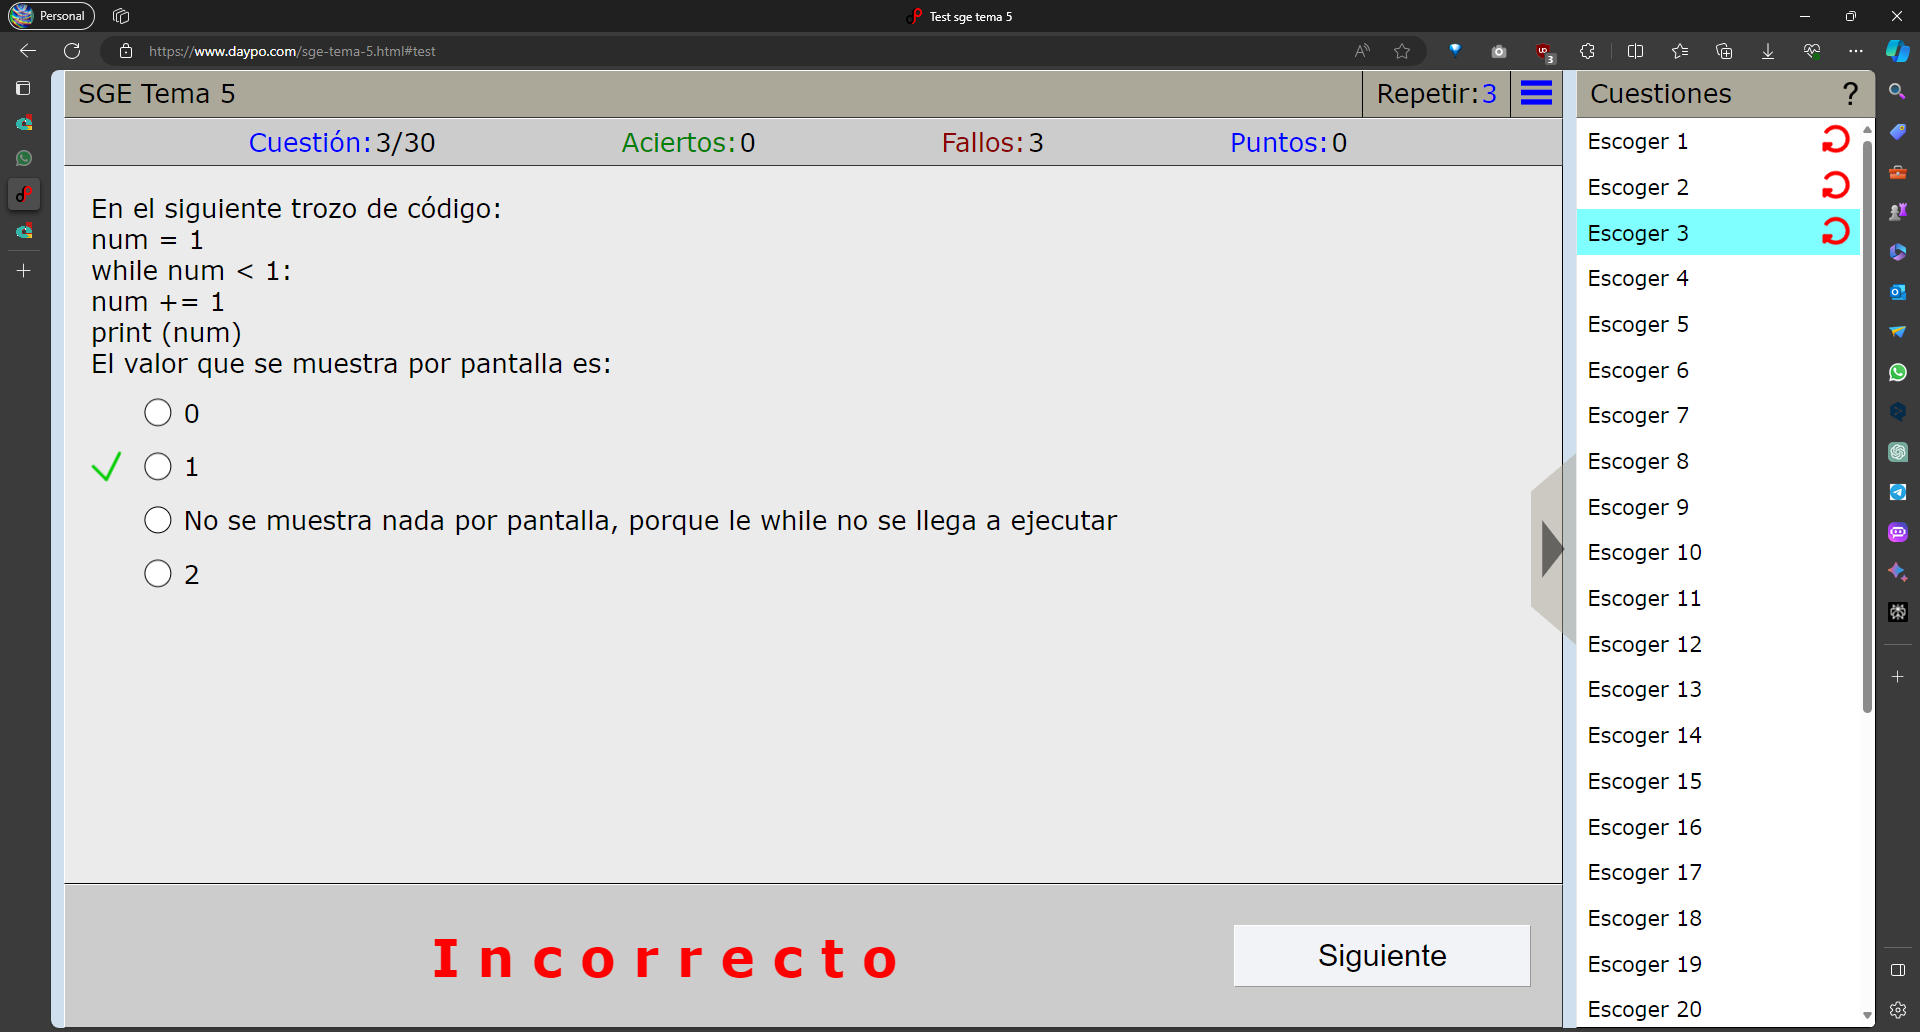 Personal
Test sge tema 5
https://www.daypo.com/sge-tema-5.html#test
3
SGE Tema 5
Repetir:3
Cuestiones
?
Cuestión:3/30
Aciertos:0
Fallos:3
Puntos:0
En el siguiente trozo de código:
num = 1
while num < 1:
num += 1
print (num)
El valor que se muestra por pantalla es:
0
1
No se muestra nada por pantalla, porque le while no se llega a ejecutar
2
Incorrecto
Siguiente
Escoger 1
Escoger 2
Escoger 3
Escoger 4
Escoger 5
Escoger 6
Escoger 7
Escoger 8
Escoger 9
Escoger 10
Escoger 11
Escoger 12
Escoger 13
Escoger 14
Escoger 15
Escoger 16
Escoger 17
Escoger 18
Escoger 19
Escoger 20